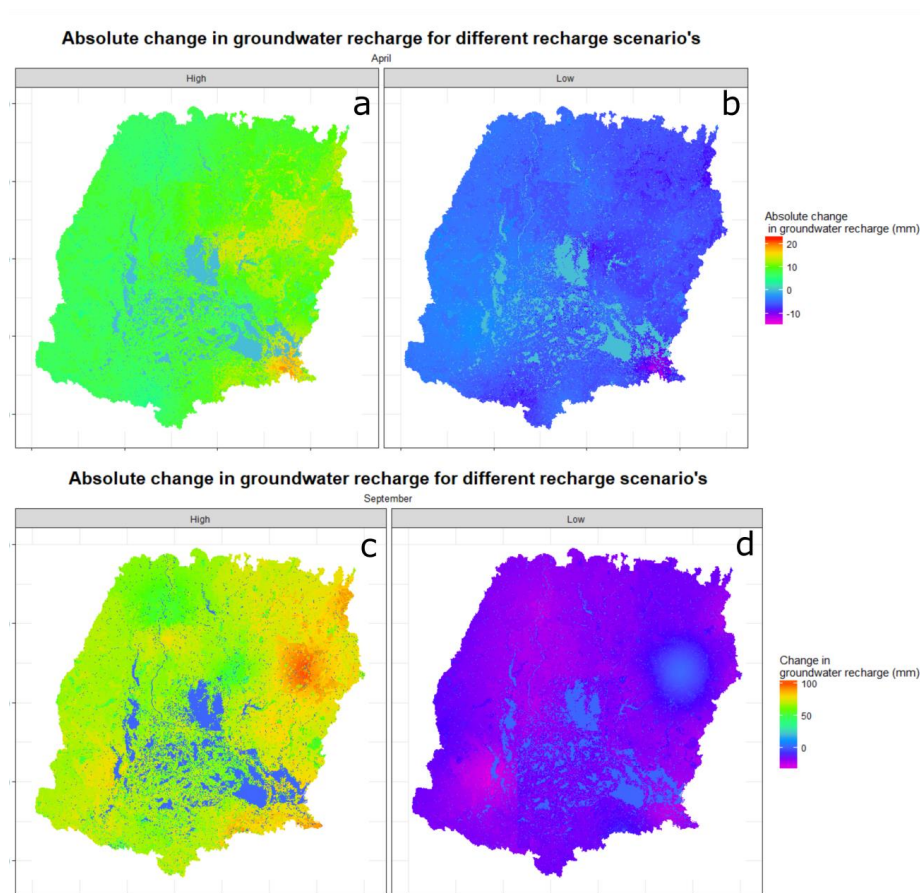 Absolute change in groundwater recharge for different recharge scenario's
April
High
Low
a
b
Absolute change
in groundwater recharge (mm)
20
10
0
-10
Absolute change in groundwater recharge for different recharge scenario's
September
High
Low
c
d
Change in
groundwater recharge (mm)
100
50
0